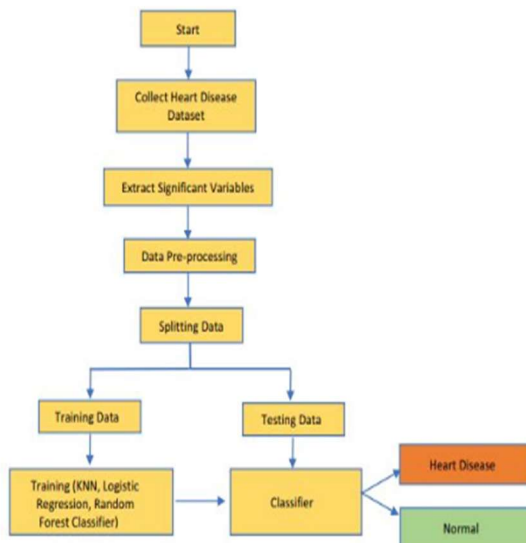 Start
Collect Heart Disease
Dataset
Extract Significant Variables
Data Pre-processing
Splitting Data
Training Data
Testing Data
Training (KNN, Logistic
Regression, Random
Forest Classifier)
Classifier
Heart Disease
Normal